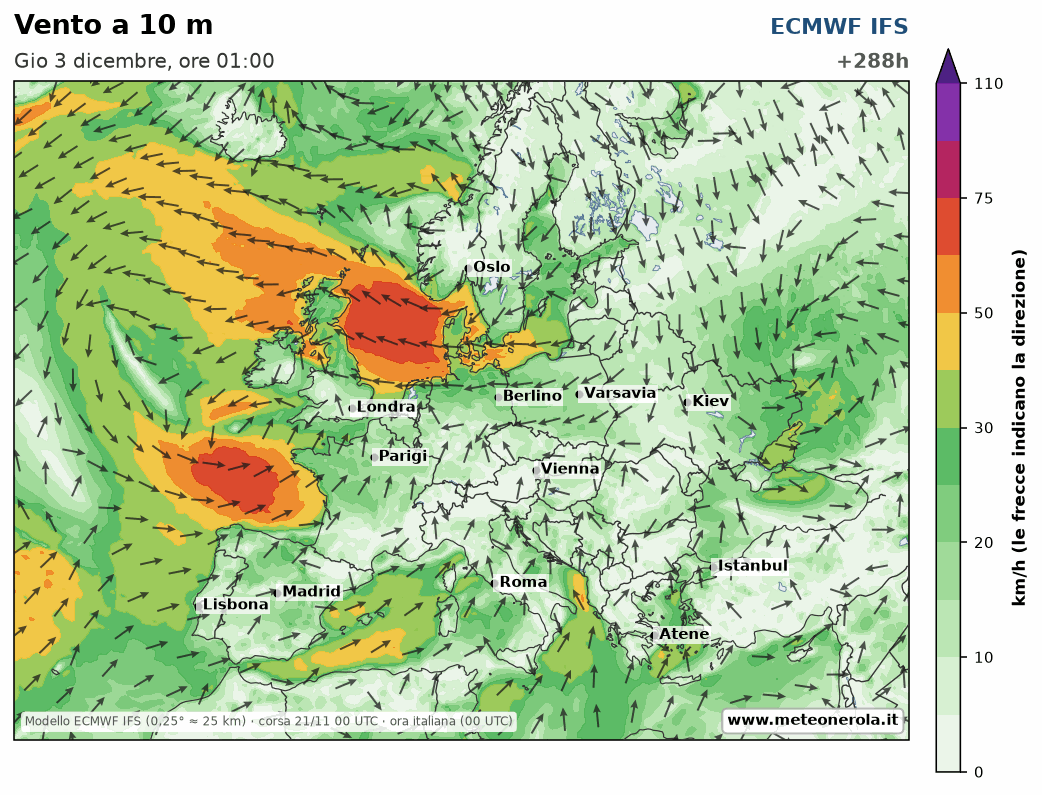 Vento a 10 m
ECMWF IFS
Gio 3 dicembre, ore 01:00
+288h
110
75
50
30
20
10
0
km/h (le frecce indicano la direzione)
Oslo
Berlino
Varsavia
Kiev
Londra
Parigi
Vienna
Istanbul
Roma
Madrid
Lisbona
Atene
Modello ECMWF IFS (0,25° ≈ 25 km) · corsa 21/11 00 UTC · ora italiana (00 UTC)
www.meteonerola.it